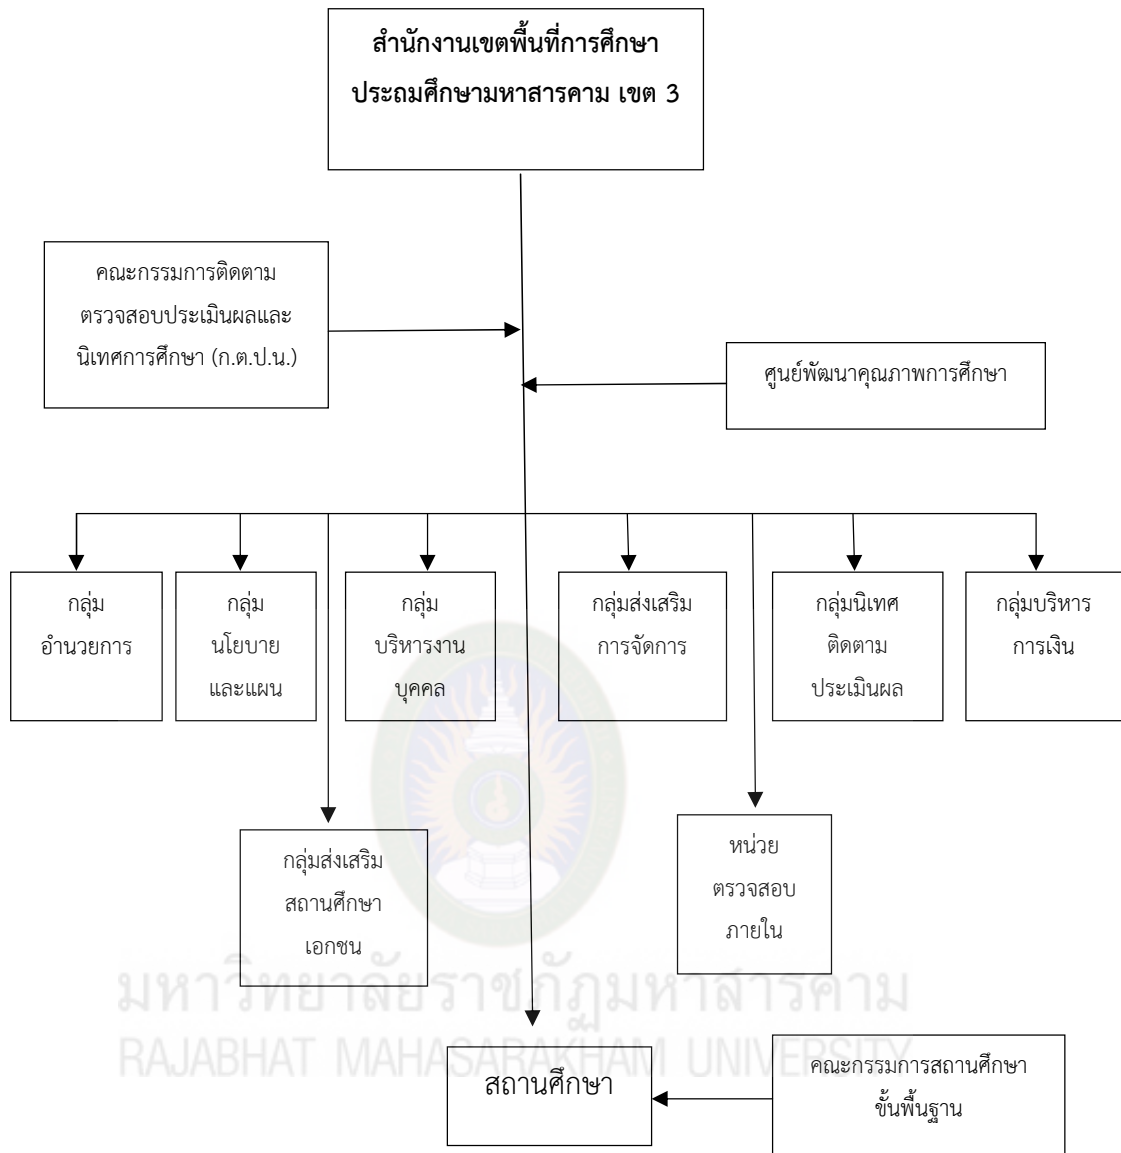 สำนักงานเขตพื้นที่การศึกษา
ประถมศึกษามหาสารคาม เขต 3
คณะกรรมการติดตาม
ตรวจสอบประเมินผลและ
นิเทศการศึกษา (ก.ต.ป.น.)
ศูนย์พัฒนาคุณภาพการศึกษา
กลุ่ม
อำนวยการ
กลุ่ม
นโยบาย
และแผน
กลุ่ม
บริหารงาน
บุคคล
กลุ่มส่งเสริม
การจัดการ
กลุ่มนิเทศ
ติดตาม
ประเมินผล
กลุ่มบริหาร
การเงิน
กลุ่มส่งเสริม
สถานศึกษา
เอกชน
หน่วย
ตรวจสอบ
ภายใน
มหาวิทยาลัยราชภัฏมหาสารคาม
RAJABHAT MAHASARAKHAM UNIVERSITY
สถานศึกษา
คณะกรรมการสถานศึกษา
ขั้นพื้นฐาน